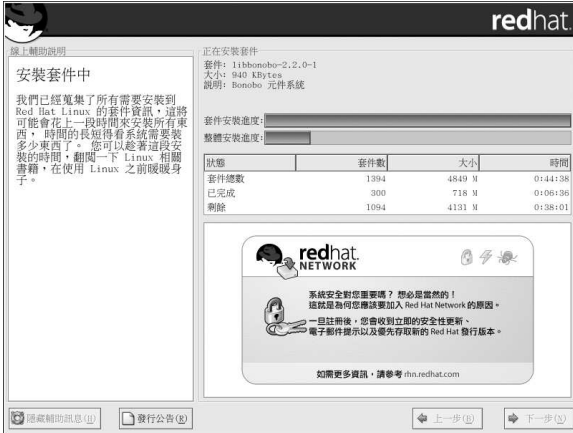 redhat.
線上輔助說明
安裝套件中
我們已經蒐集了所有需要安裝到
Red Hat Linux 的套件資訊，這將
可能會花上一段時間來安裝所有東
西， 時間的長短得看系統需要裝
多少東西了。 您可以趁著這段安
裝的時間，翻閱一下 Linux 相關
書籍，在使用 Linux 之前暖暖身
子。
正在安裝套件
套件: libbonobo-2.2.0-1
大小: 940 KBytes
說明: Bonobo 元件系統
套件安裝進度:
整體安裝進度:
狀態 套件數 大小 時間
套件總數 1394 4849 M 0:44:38
已完成 300 718 M 0:06:36
剩餘 1094 4131 M 0:38:01
redhat.
NETWORK
系統安全對您重要嗎？ 想必是當然的！
這就是為何您應該要加入 Red Hat Network 的原因。
一旦註冊後，您會收到立即的安全性更新、
電子郵件提示以及優先存取新的 Red Hat 發行版本。
如需更多資訊，請參考 rhn.redhat.com
隱藏輔助訊息(H)
發行公告(R)
上一步(B)
下一步(N)